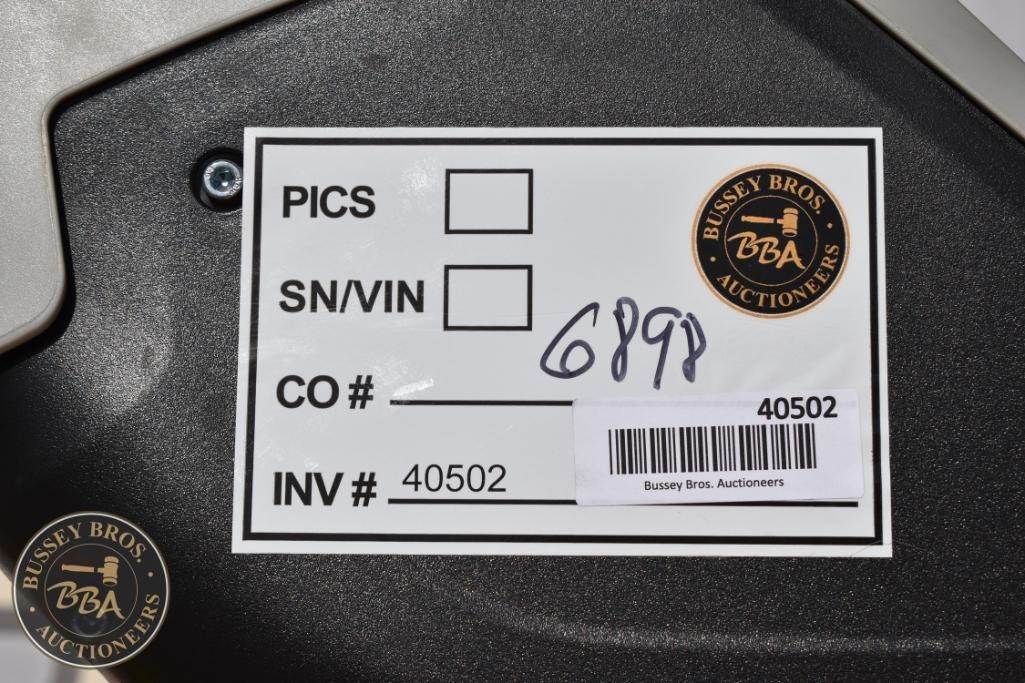 PICS
BUSSEY BROS.
BBA
AUCTIONEERS
SN/VIN
6898
CO #
40502
Bussey Bros. Auctioneers
INV # 40502
BUSSEY BROS.
BBA
AUCTIONEERS